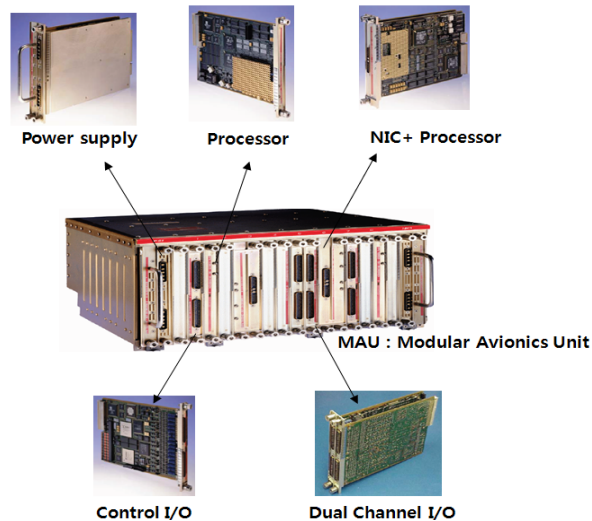 Power supply
Processor
NIC+ Processor
MAU : Modular Avionics Unit
Control I/O
Dual Channel I/O